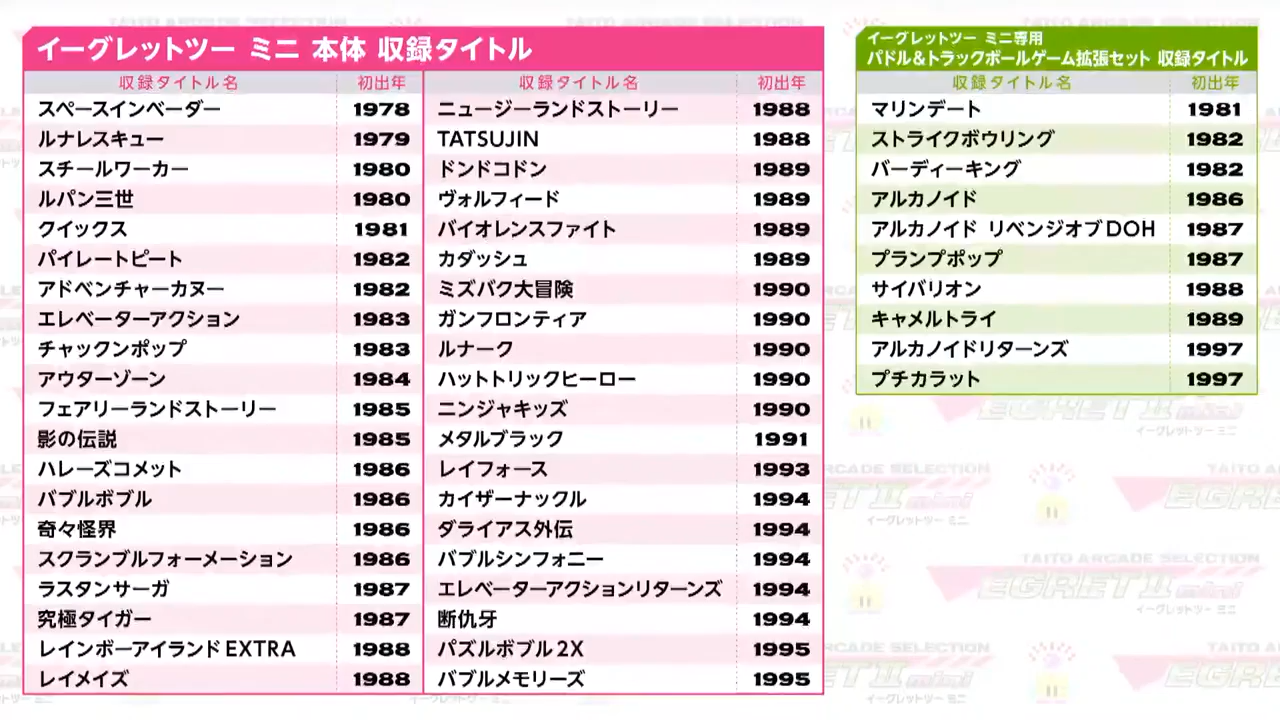 イーグレットツー ミニ 本体 収録タイトル
収録タイトル名 初出年
スペースインベーダー 1978
ルナレスキュー 1979
スチールワーカー 1980
ルパン三世 1980
クイックス 1981
パイレートピート 1982
アドベンチャーカヌー 1982
エレベーターアクション 1983
チャックンポップ 1983
アウターゾーン 1984
フェアリーランドストーリー 1985
影の伝説 1985
ハレーズコメット 1986
バブルボブル 1986
奇々怪界 1986
スクランブルフォーメーション 1986
ラスタンサーガ 1987
究極タイガー 1987
レインボーアイランドEXTRA 1988
レイメイズ 1988
収録タイトル名 初出年
ニュージーランドストーリー 1988
TATSUJIN 1988
ドンドコドン 1989
ヴォルフィード 1989
バイオレンスファイト 1989
カダッシュ 1989
ミズバク大冒険 1990
ガンフロンティア 1990
ルナーク 1990
ハットトリックヒーロー 1990
ニンジャキッズ 1990
メタルブラック 1991
レイフォース 1993
カイザーナックル 1994
ダライアス外伝 1994
バブルシンフォニー 1994
エレベーターアクションリターンズ 1994
断仇牙 1994
パズルボブル2X 1995
バブルメモリーズ 1995
イーグレットツー ミニ専用
パドル&トラックボールゲーム拡張セット 収録タイトル
収録タイトル名 初出年
マリンデート 1981
ストライクボウリング 1982
バーディーキング 1982
アルカノイド 1986
アルカノイド リベンジオブDOH 1987
プランプポップ 1987
サイバリオン 1988
キャメルトライ 1989
アルカノイドリターンズ 1997
プチカラット 1997
TAITO ARCADE SELECTION
EGRET II mini
イーグレットツー ミニ